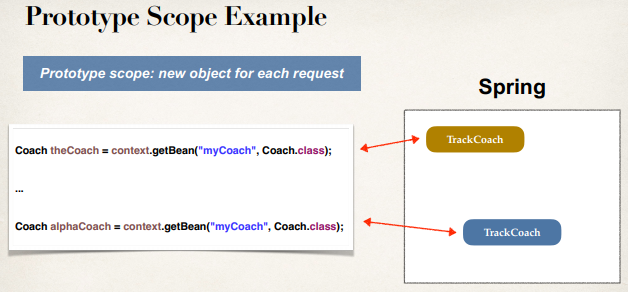 Prototype Scope Example
Prototype scope: new object for each request
Spring
Coach theCoach = context.getBean("myCoach", Coach.class);
...
Coach alphaCoach = context.getBean("myCoach", Coach.class);
TrackCoach
TrackCoach